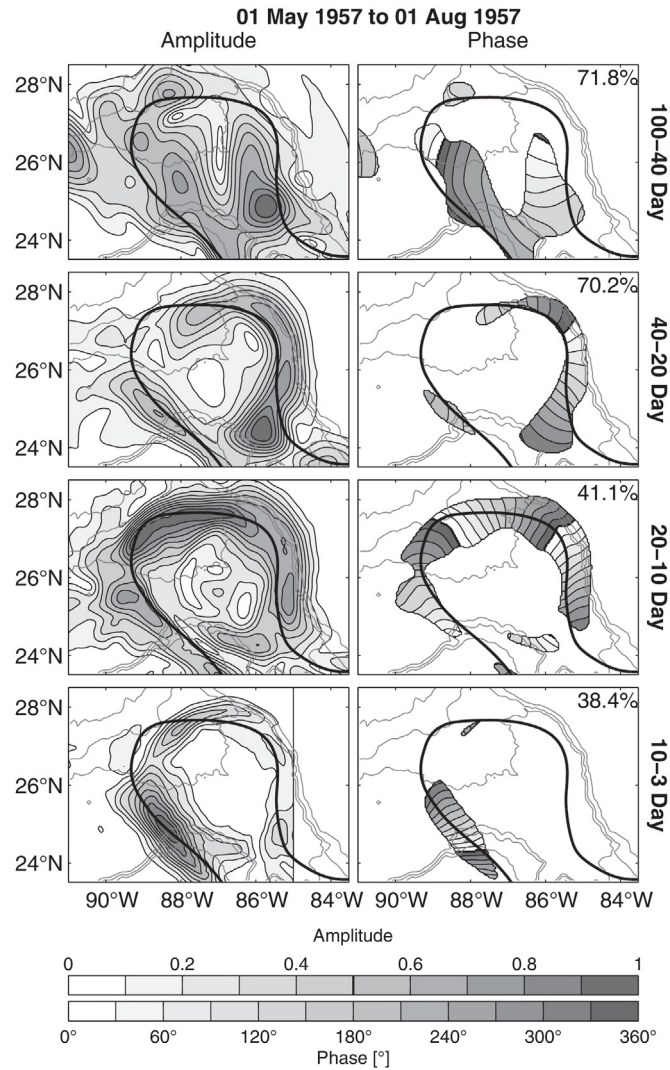 01 May 1957 to 01 Aug 1957
Amplitude Phase
28°N 71.8%
26°N
24°N
100–40 Day
28°N 70.2%
26°N
24°N
40–20 Day
28°N 41.1%
26°N
24°N
20–10 Day
28°N 38.4%
26°N
24°N
10–3 Day
90°W 88°W 86°W 84°W 90°W 88°W 86°W 84°W
Amplitude
0 0.2 0.4 0.6 0.8 1
0° 60° 120° 180° 240° 300° 360°
Phase [°]